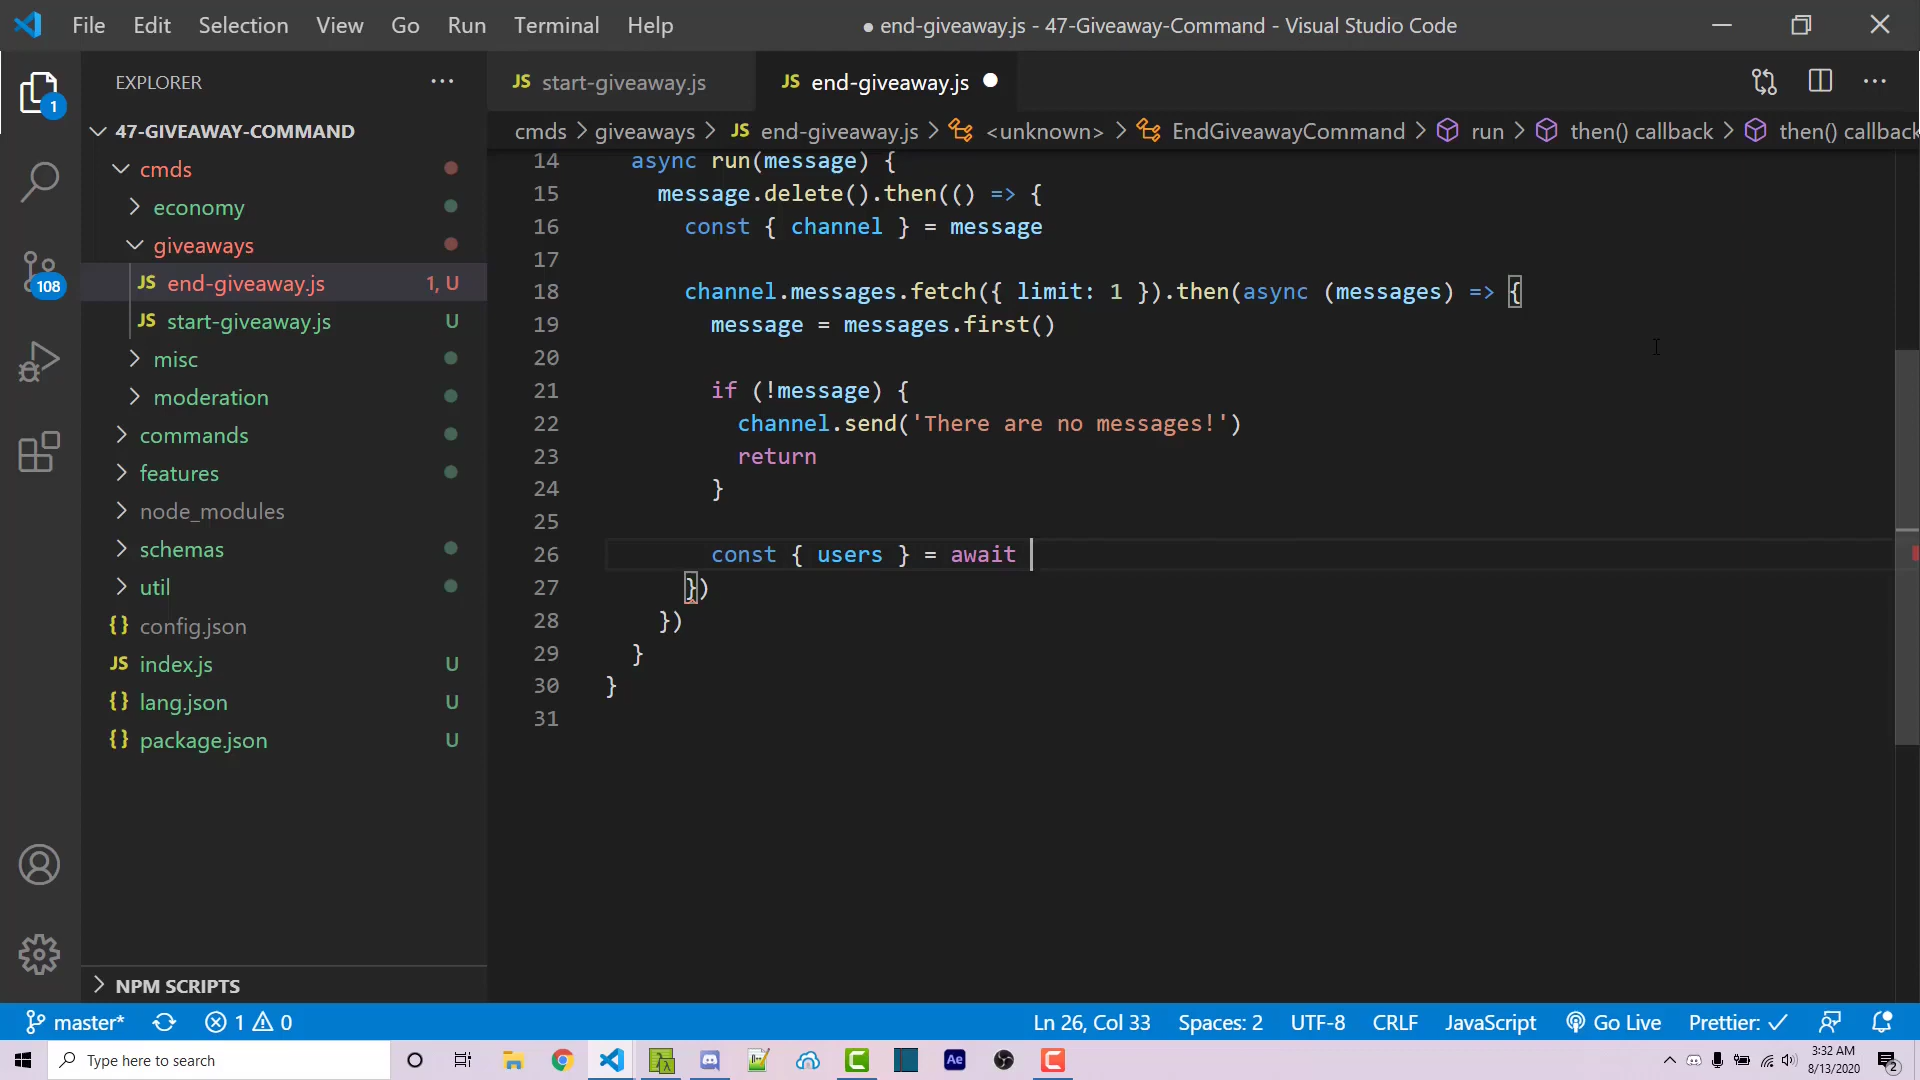 File Edit Selection View Go Run Terminal Help
● end-giveaway.js - 47-Giveaway-Command - Visual Studio Code
EXPLORER
47-GIVEAWAY-COMMAND
cmds
economy
giveaways
JS end-giveaway.js 1, U
JS start-giveaway.js U
misc
moderation
commands
features
node_modules
schemas
util
{} config.json
JS index.js U
{} lang.json U
{} package.json U
NPM SCRIPTS
1
108
JS start-giveaway.js
JS end-giveaway.js
cmds > giveaways > JS end-giveaway.js > <unknown> > EndGiveawayCommand > run > then() callback > then() callback
14 async run(message) {
15 message.delete().then(() => {
16 const { channel } = message
17
18 channel.messages.fetch({ limit: 1 }).then(async (messages) => {
19 message = messages.first()
20
21 if (!message) {
22 channel.send('There are no messages!')
23 return
24 }
25
26 const { users } = await
27 })
28 })
29 }
30 }
31
master* 1 0 Ln 26, Col 33 Spaces: 2 UTF-8 CRLF JavaScript Go Live Prettier: ✓
Type here to search
Ae
3:32 AM
8/13/2020
2